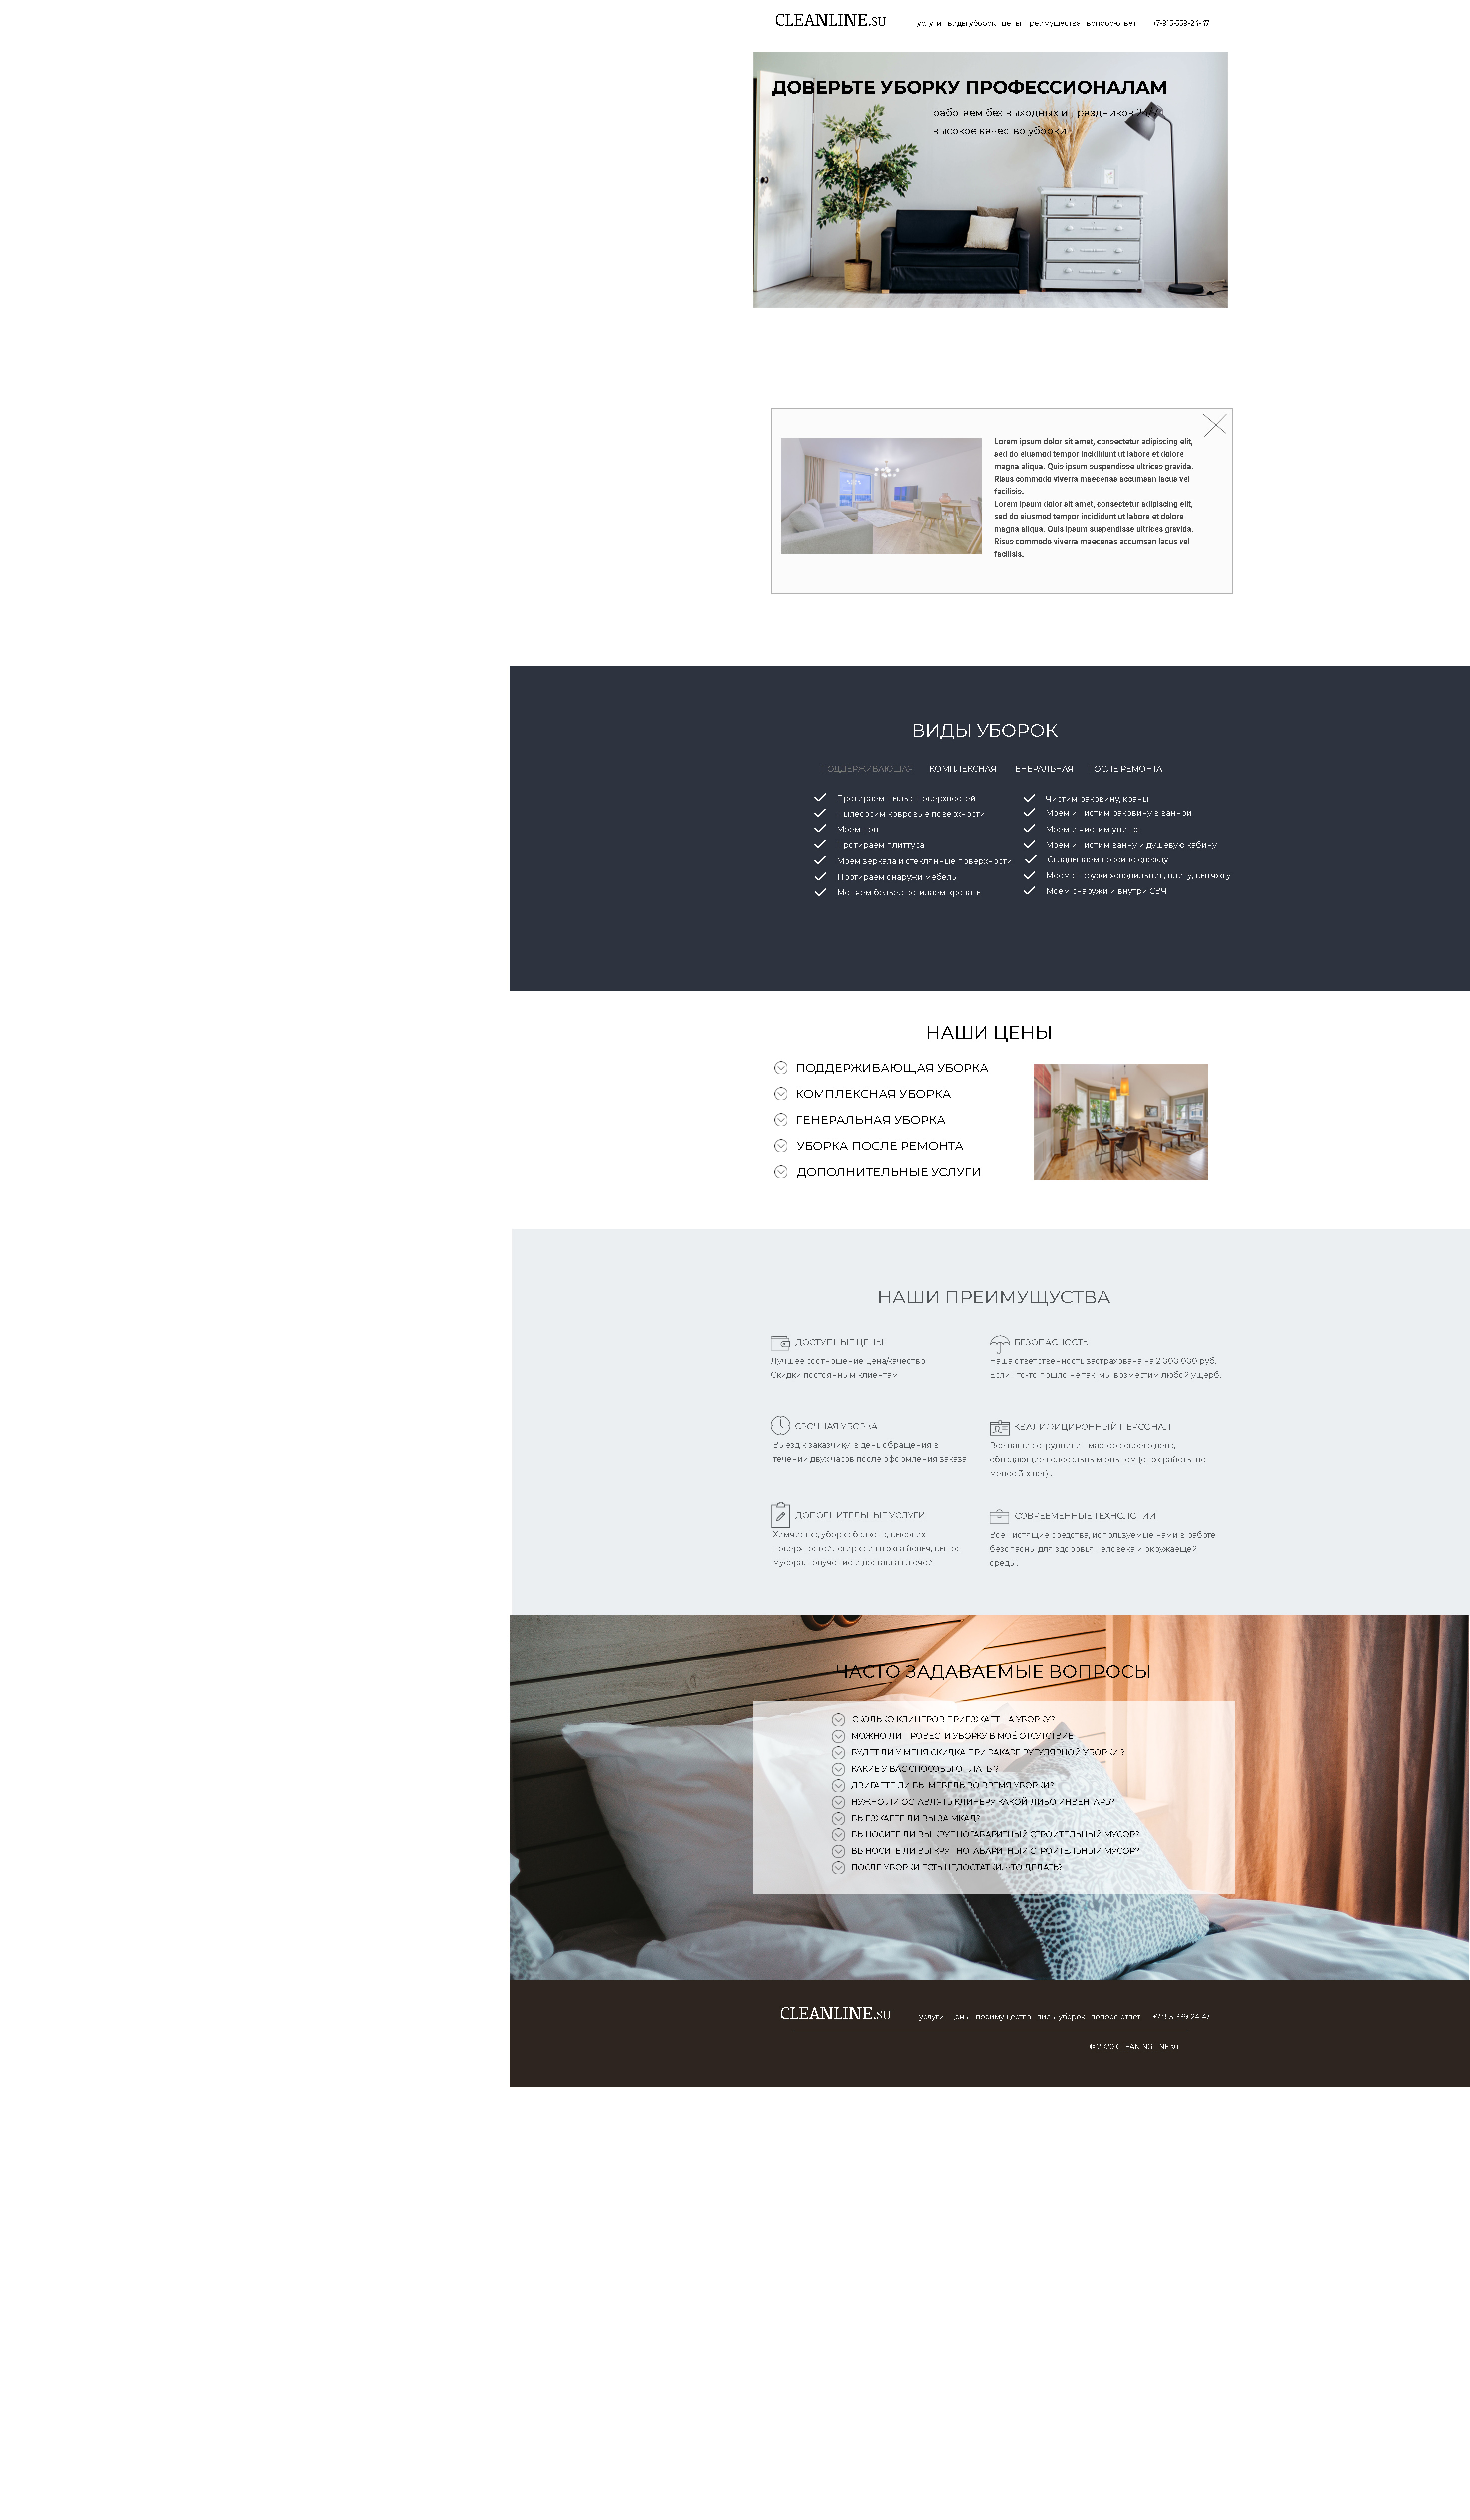 CLEANLINE.SU
услуги виды уборок цены преимущества вопрос-ответ +7-915-339-24-47
ДОВЕРЬТЕ УБОРКУ ПРОФЕССИОНАЛАМ
работаем без выходных и праздников 24/7
высокое качество уборки
Lorem ipsum dolor sit amet, consectetur adipiscing elit,
sed do eiusmod tempor incididunt ut labore et dolore
magna aliqua. Quis ipsum suspendisse ultrices gravida.
Risus commodo viverra maecenas accumsan lacus vel
facilisis.
Lorem ipsum dolor sit amet, consectetur adipiscing elit,
sed do eiusmod tempor incididunt ut labore et dolore
magna aliqua. Quis ipsum suspendisse ultrices gravida.
Risus commodo viverra maecenas accumsan lacus vel
facilisis.
ВИДЫ УБОРОК
ПОДДЕРЖИВАЮЩАЯ КОМПЛЕКСНАЯ ГЕНЕРАЛЬНАЯ ПОСЛЕ РЕМОНТА
Протираем пыль с поверхностей
Пылесосим ковровые поверхности
Моем пол
Протираем плиттуса
Моем зеркала и стеклянные поверхности
Протираем снаружи мебель
Меняем белье, застилаем кровать
Чистим раковину, краны
Моем и чистим раковину в ванной
Моем и чистим унитаз
Моем и чистим ванну и душевую кабину
Складываем красиво одежду
Моем снаружи холодильник, плиту, вытяжку
Моем снаружи и внутри СВЧ
НАШИ ЦЕНЫ
ПОДДЕРЖИВАЮЩАЯ УБОРКА
КОМПЛЕКСНАЯ УБОРКА
ГЕНЕРАЛЬНАЯ УБОРКА
УБОРКА ПОСЛЕ РЕМОНТА
ДОПОЛНИТЕЛЬНЫЕ УСЛУГИ
НАШИ ПРЕИМУЩУСТВА
ДОСТУПНЫЕ ЦЕНЫ
Лучшее соотношение цена/качество
Скидки постоянным клиентам
БЕЗОПАСНОСТЬ
Наша ответственность застрахована на 2 000 000 руб.
Если что-то пошло не так, мы возместим любой ущерб.
СРОЧНАЯ УБОРКА
Выезд к заказчику в день обращения в
течении двух часов после оформления заказа
КВАЛИФИЦИРОННЫЙ ПЕРСОНАЛ
Все наши сотрудники - мастера своего дела,
обладающие колосальным опытом (стаж работы не
менее 3-х лет) ,
ДОПОЛНИТЕЛЬНЫЕ УСЛУГИ
Химчистка, уборка балкона, высоких
поверхностей, стирка и глажка белья, вынос
мусора, получение и доставка ключей
СОВРЕЕМЕННЫЕ ТЕХНОЛОГИИ
Все чистящие средства, используемые нами в работе
безопасны для здоровья человека и окружаещей
среды.
ЧАСТО ЗАДАВАЕМЫЕ ВОПРОСЫ
СКОЛЬКО КЛИНЕРОВ ПРИЕЗЖАЕТ НА УБОРКУ?
МОЖНО ЛИ ПРОВЕСТИ УБОРКУ В МОЁ ОТСУТСТВИЕ
БУДЕТ ЛИ У МЕНЯ СКИДКА ПРИ ЗАКАЗЕ РУГУЛЯРНОЙ УБОРКИ ?
КАКИЕ У ВАС СПОСОБЫ ОПЛАТЫ?
ДВИГАЕТЕ ЛИ ВЫ МЕБЕЛЬ ВО ВРЕМЯ УБОРКИ?
НУЖНО ЛИ ОСТАВЛЯТЬ КЛИНЕРУ КАКОЙ-ЛИБО ИНВЕНТАРЬ?
ВЫЕЗЖАЕТЕ ЛИ ВЫ ЗА МКАД?
ВЫНОСИТЕ ЛИ ВЫ КРУПНОГАБАРИТНЫЙ СТРОИТЕЛЬНЫЙ МУСОР?
ВЫНОСИТЕ ЛИ ВЫ КРУПНОГАБАРИТНЫЙ СТРОИТЕЛЬНЫЙ МУСОР?
ПОСЛЕ УБОРКИ ЕСТЬ НЕДОСТАТКИ. ЧТО ДЕЛАТЬ?
CLEANLINE.SU
услуги цены преимущества виды уборок вопрос-ответ +7-915-339-24-47
© 2020 CLEANINGLINE.su